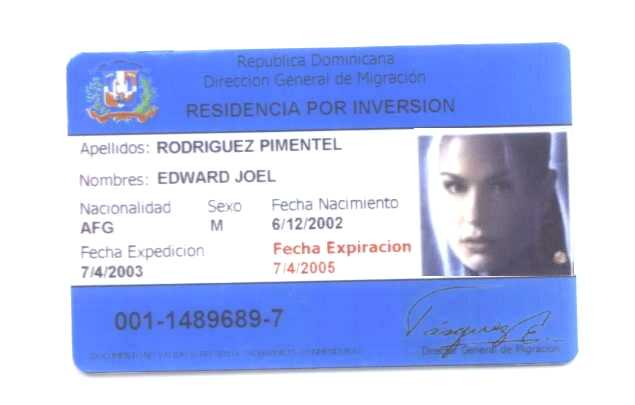 Republica Dominicana
Direccion General de Migración
RESIDENCIA POR INVERSION
Apellidos: RODRIGUEZ PIMENTEL
Nombres: EDWARD JOEL
Nacionalidad Sexo Fecha Nacimiento
AFG M 6/12/2002
Fecha Expedicion Fecha Expiracion
7/4/2003 7/4/2005
001-1489689-7
Director General de Migracion